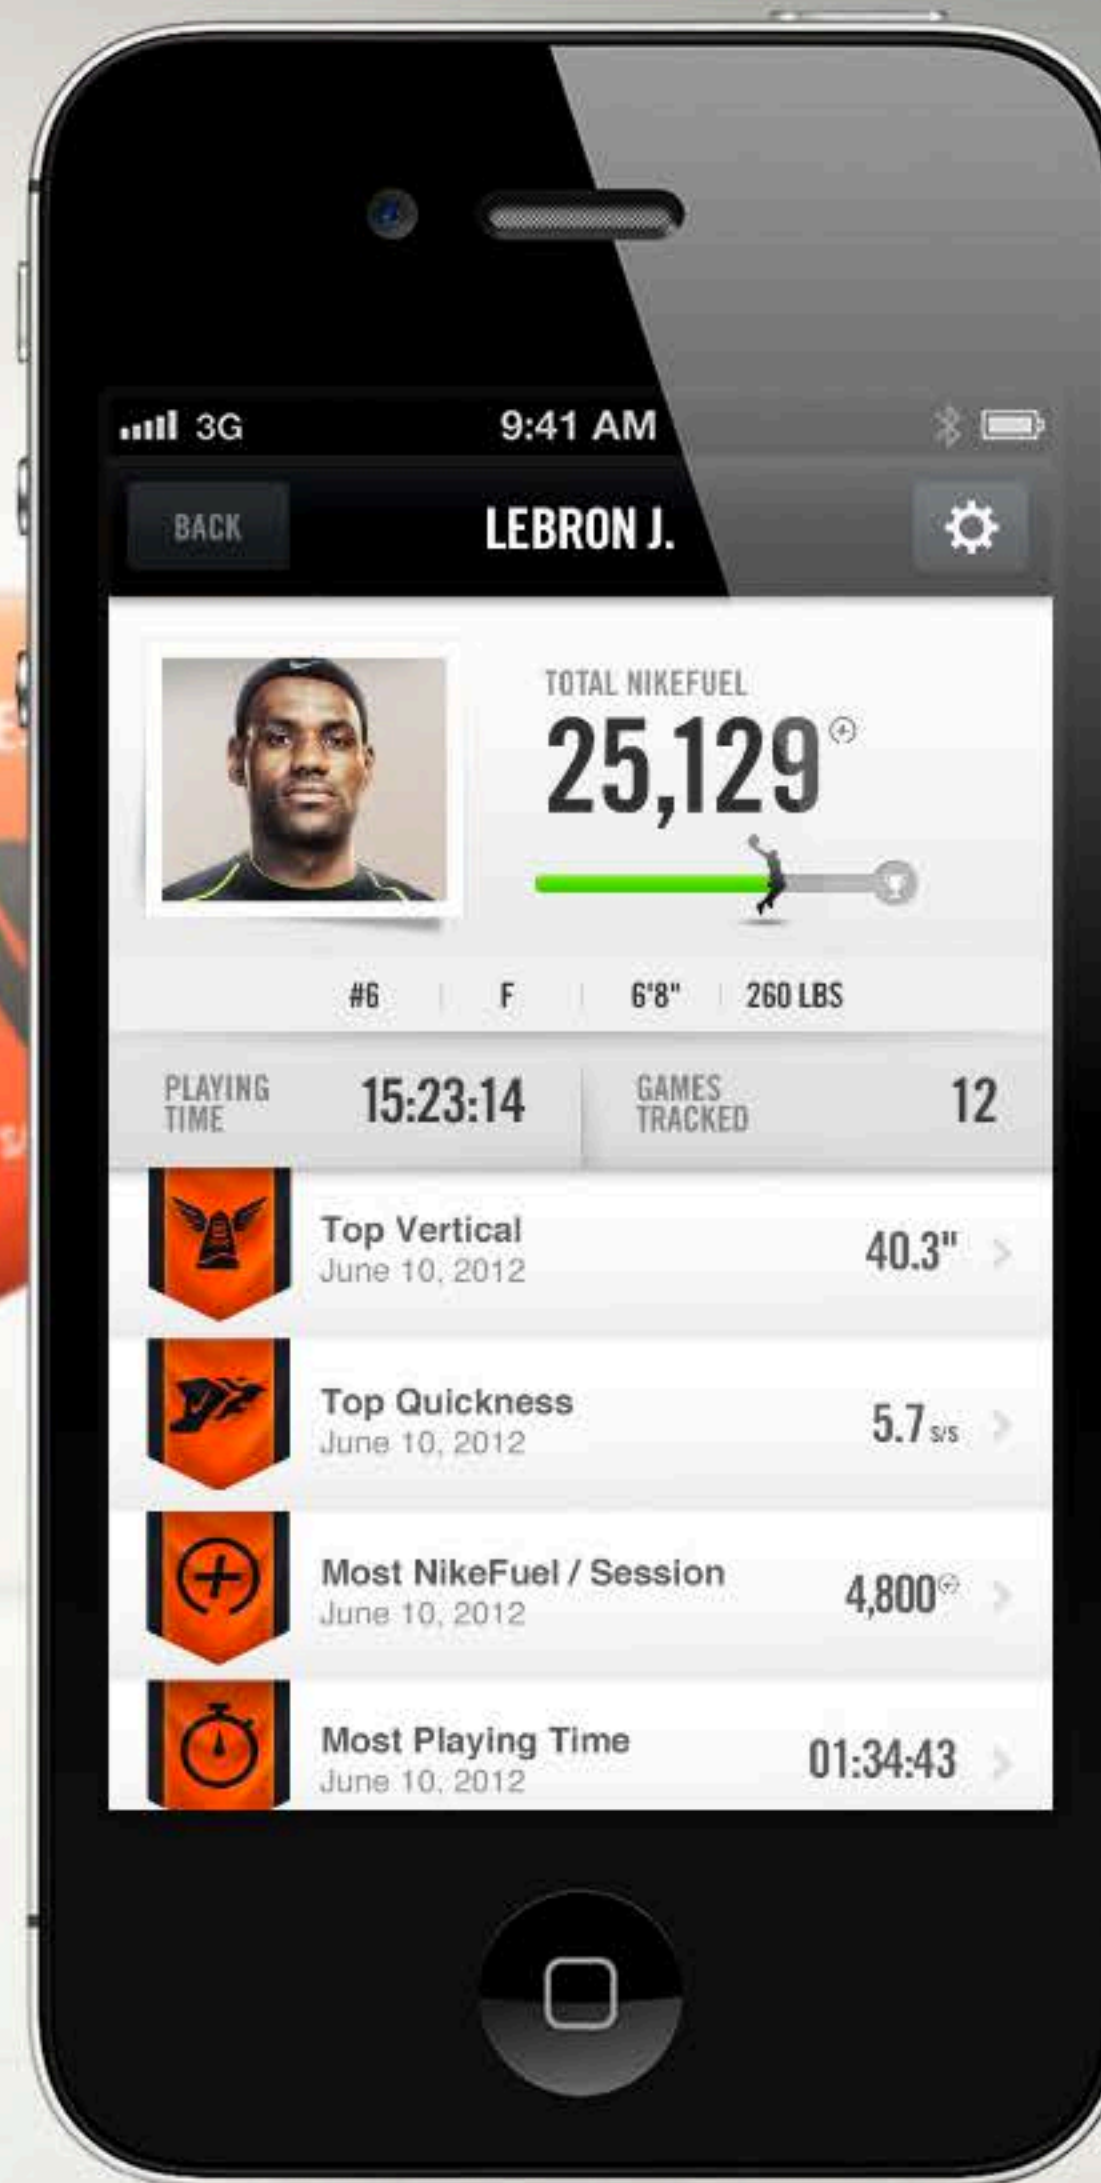 3G 9:41 AM
BACK LEBRON J.
TOTAL NIKEFUEL
25,129
#6 F 6'8" 260 LBS
PLAYING TIME 15:23:14 GAMES TRACKED 12
Top Vertical
June 10, 2012
40.3"
Top Quickness
June 10, 2012
5.7 S/S
Most NikeFuel / Session
June 10, 2012
4,800
Most Playing Time
June 10, 2012
01:34:43